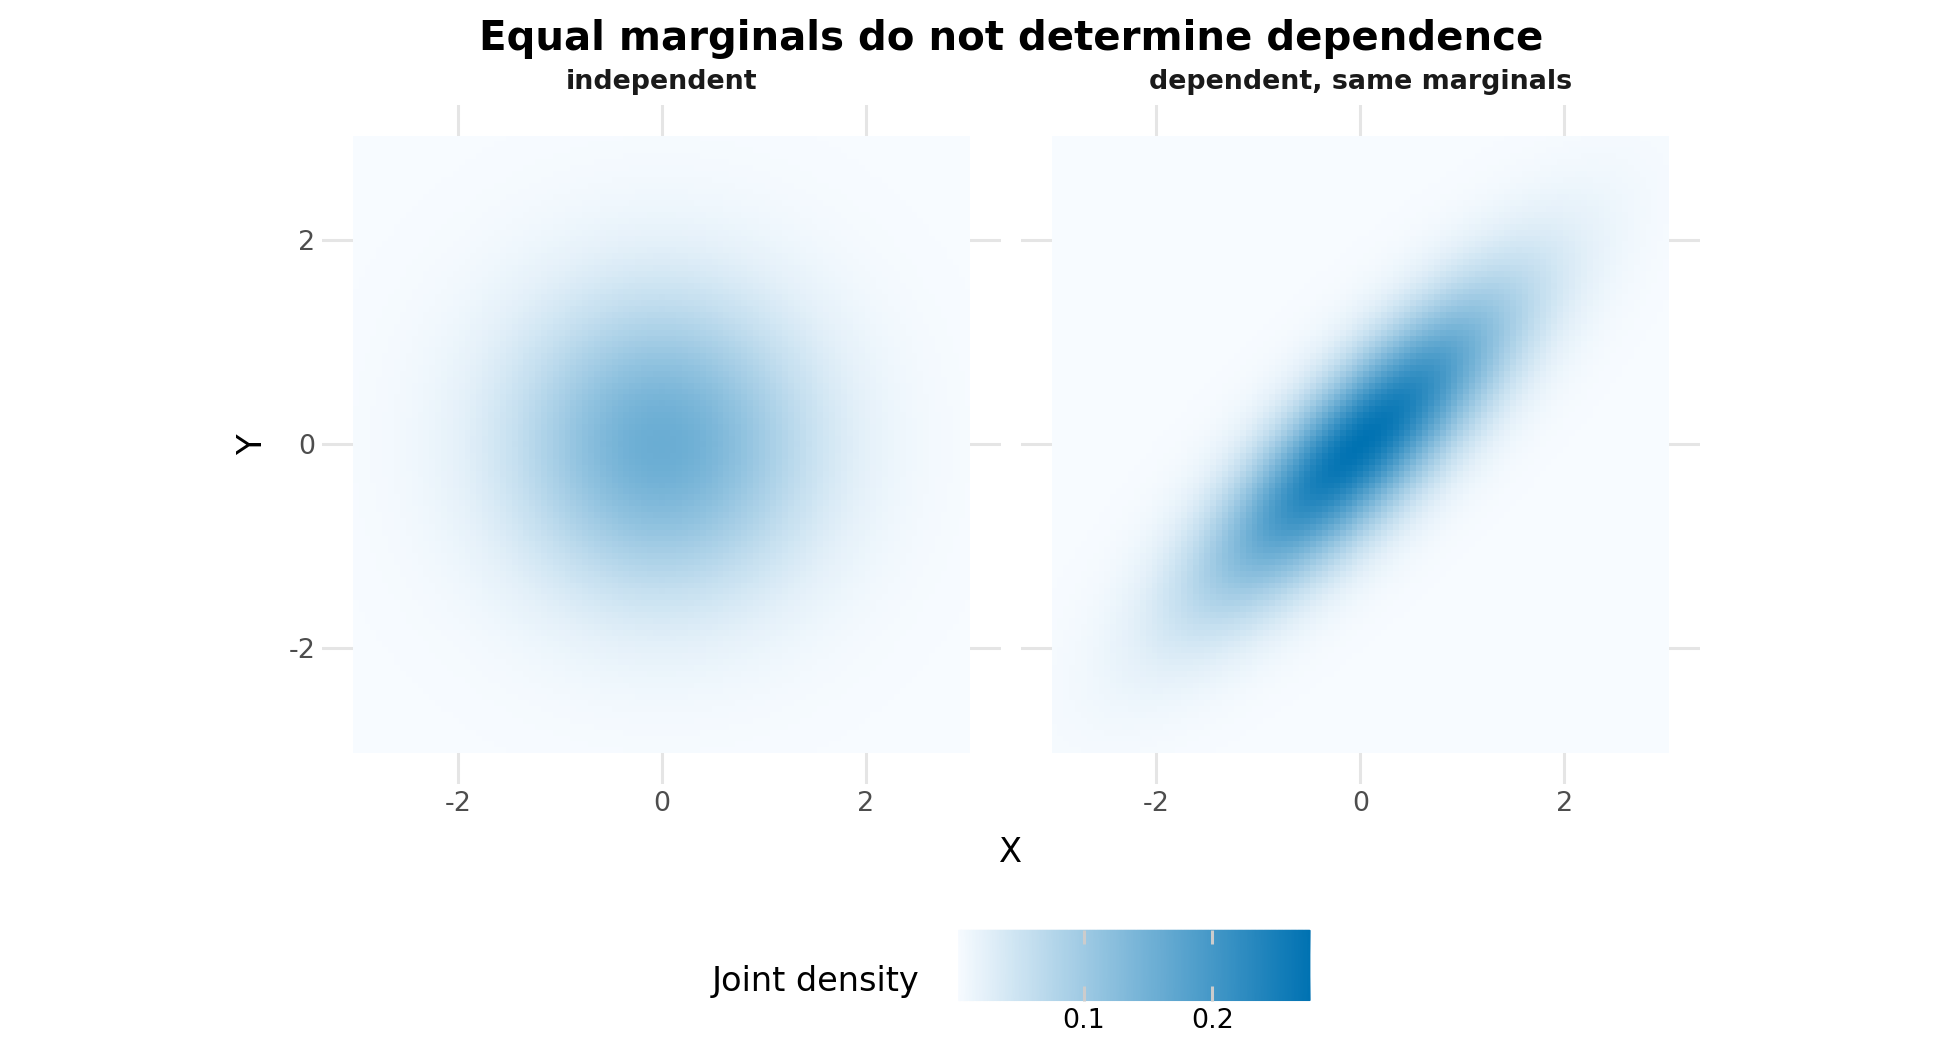 Equal marginals do not determine dependence
independent
dependent, same marginals
2
0
-2
Y
-2 0 2
-2 0 2
X
Joint density
0.1 0.2